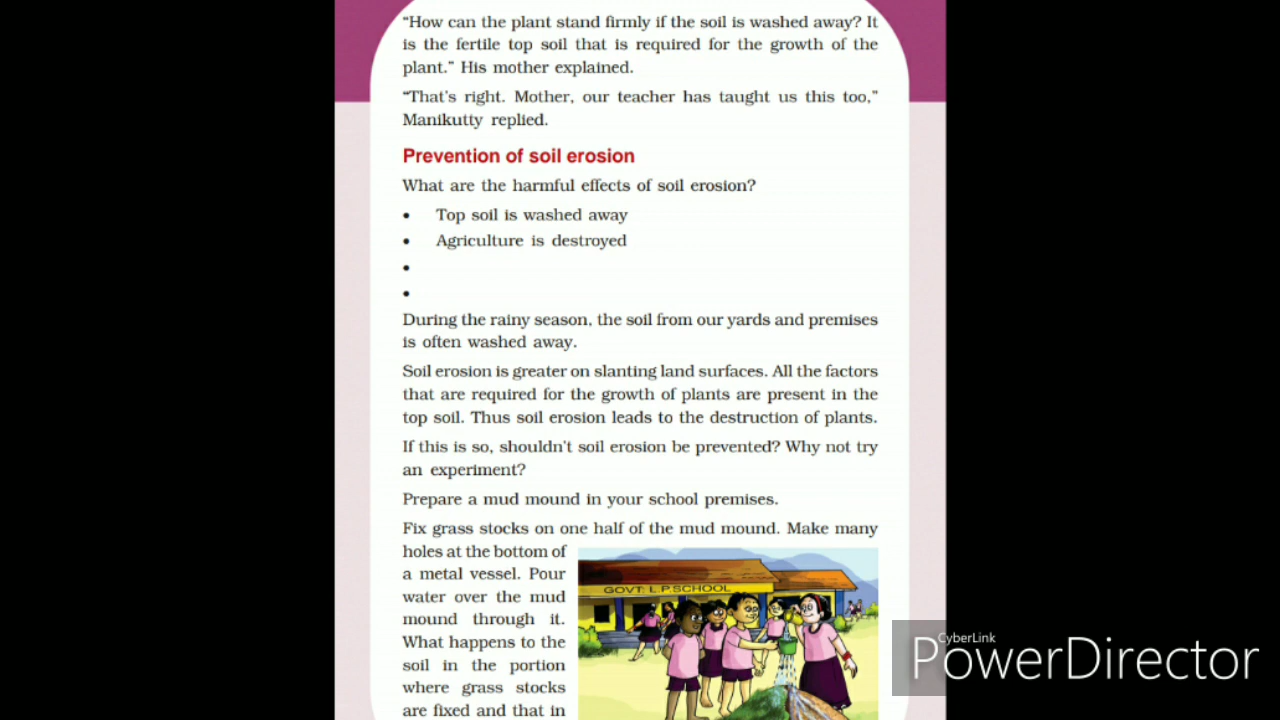 “How can the plant stand firmly if the soil is washed away? It
is the fertile top soil that is required for the growth of the
plant.” His mother explained.
“That’s right. Mother, our teacher has taught us this too,”
Manikutty replied.
Prevention of soil erosion
What are the harmful effects of soil erosion?
• Top soil is washed away
• Agriculture is destroyed
•
•
During the rainy season, the soil from our yards and premises
is often washed away.
Soil erosion is greater on slanting land surfaces. All the factors
that are required for the growth of plants are present in the
top soil. Thus soil erosion leads to the destruction of plants.
If this is so, shouldn’t soil erosion be prevented? Why not try
an experiment?
Prepare a mud mound in your school premises.
Fix grass stocks on one half of the mud mound. Make many
holes at the bottom of
a metal vessel. Pour
water over the mud
mound through it.
What happens to the
soil in the portion
where grass stocks
are fixed and that in
GOVT. L.P.SCHOOL
CyberLink
PowerDirector